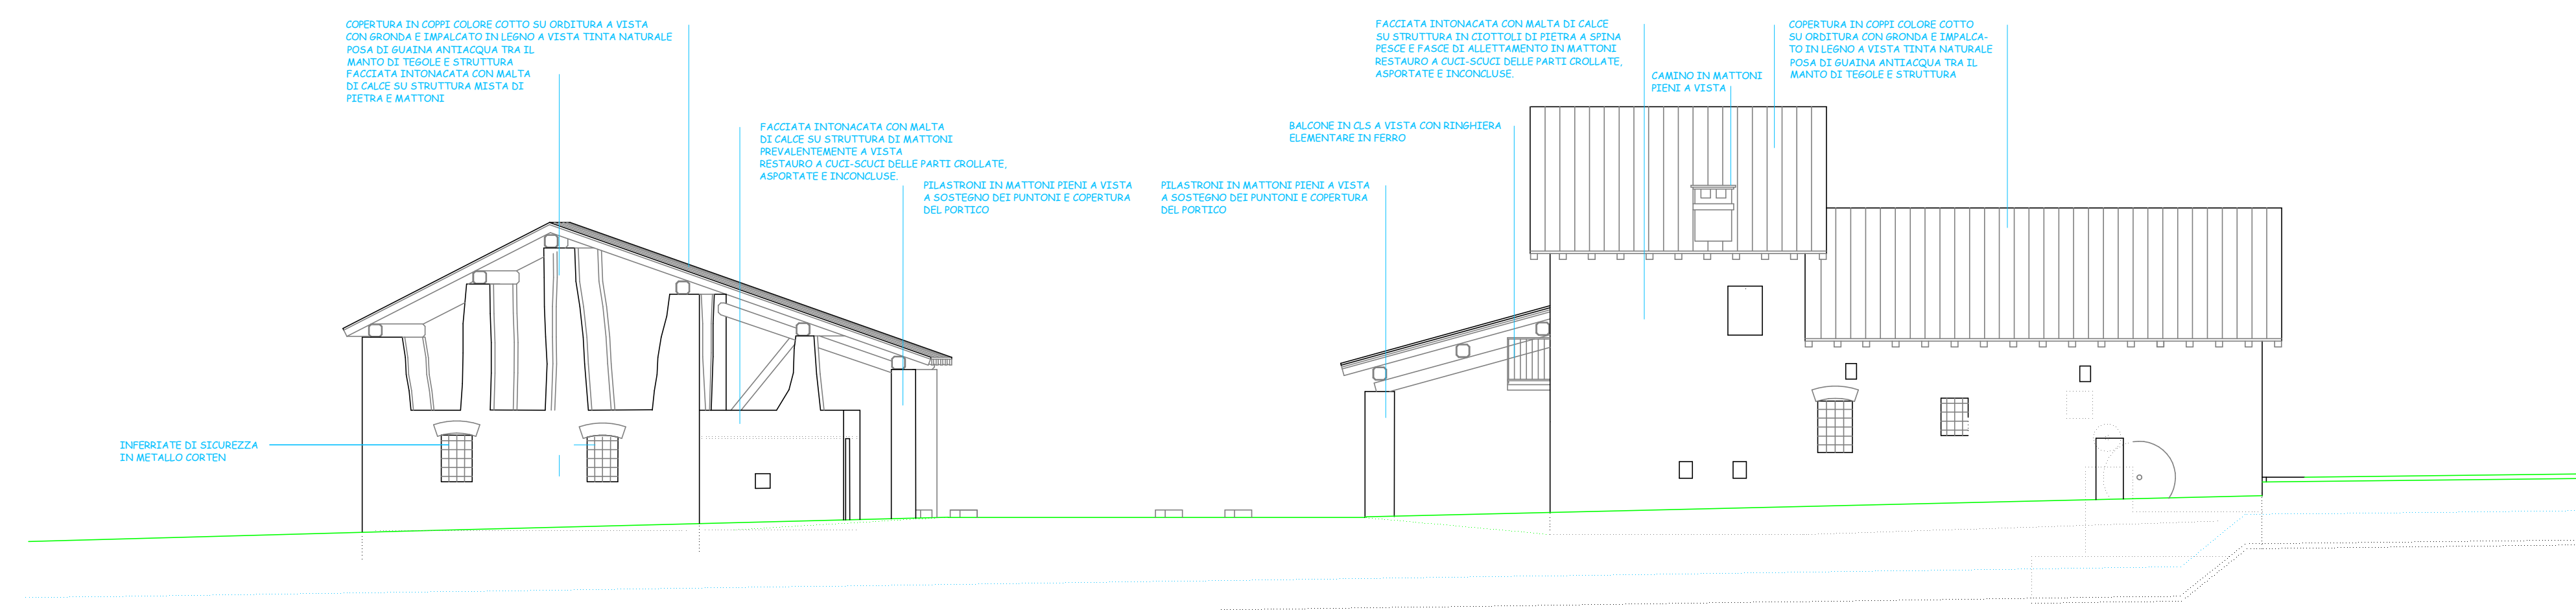 COPERTURA IN COPPI COLORE COTTO SU ORDITURA A VISTA
CON GRONDA E IMPALCATO IN LEGNO A VISTA TINTA NATURALE
POSA DI GUAINA ANTIACQUA TRA IL
MANTO DI TEGOLE E STRUTTURA
FACCIATA INTONACATA CON MALTA
DI CALCE SU STRUTTURA MISTA DI
PIETRA E MATTONI
FACCIATA INTONACATA CON MALTA
DI CALCE SU STRUTTURA DI MATTONI
PREVALENTEMENTE A VISTA
RESTAURO A CUCI-SCUCI DELLE PARTI CROLLATE,
ASPORTATE E INCONCLUSE.
PILASTRONI IN MATTONI PIENI A VISTA
A SOSTEGNO DEI PUNTONI E COPERTURA
DEL PORTICO
INFERRIATE DI SICUREZZA
IN METALLO CORTEN
PILASTRONI IN MATTONI PIENI A VISTA
A SOSTEGNO DEI PUNTONI E COPERTURA
DEL PORTICO
BALCONE IN CLS A VISTA CON RINGHIERA
ELEMENTARE IN FERRO
FACCIATA INTONACATA CON MALTA DI CALCE
SU STRUTTURA IN CIOTTOLI DI PIETRA A SPINA
PESCE E FASCE DI ALLETTAMENTO IN MATTONI
RESTAURO A CUCI-SCUCI DELLE PARTI CROLLATE,
ASPORTATE E INCONCLUSE.
CAMINO IN MATTONI
PIENI A VISTA
COPERTURA IN COPPI COLORE COTTO
SU ORDITURA CON GRONDA E IMPALCA-
TO IN LEGNO A VISTA TINTA NATURALE
POSA DI GUAINA ANTIACQUA TRA IL
MANTO DI TEGOLE E STRUTTURA